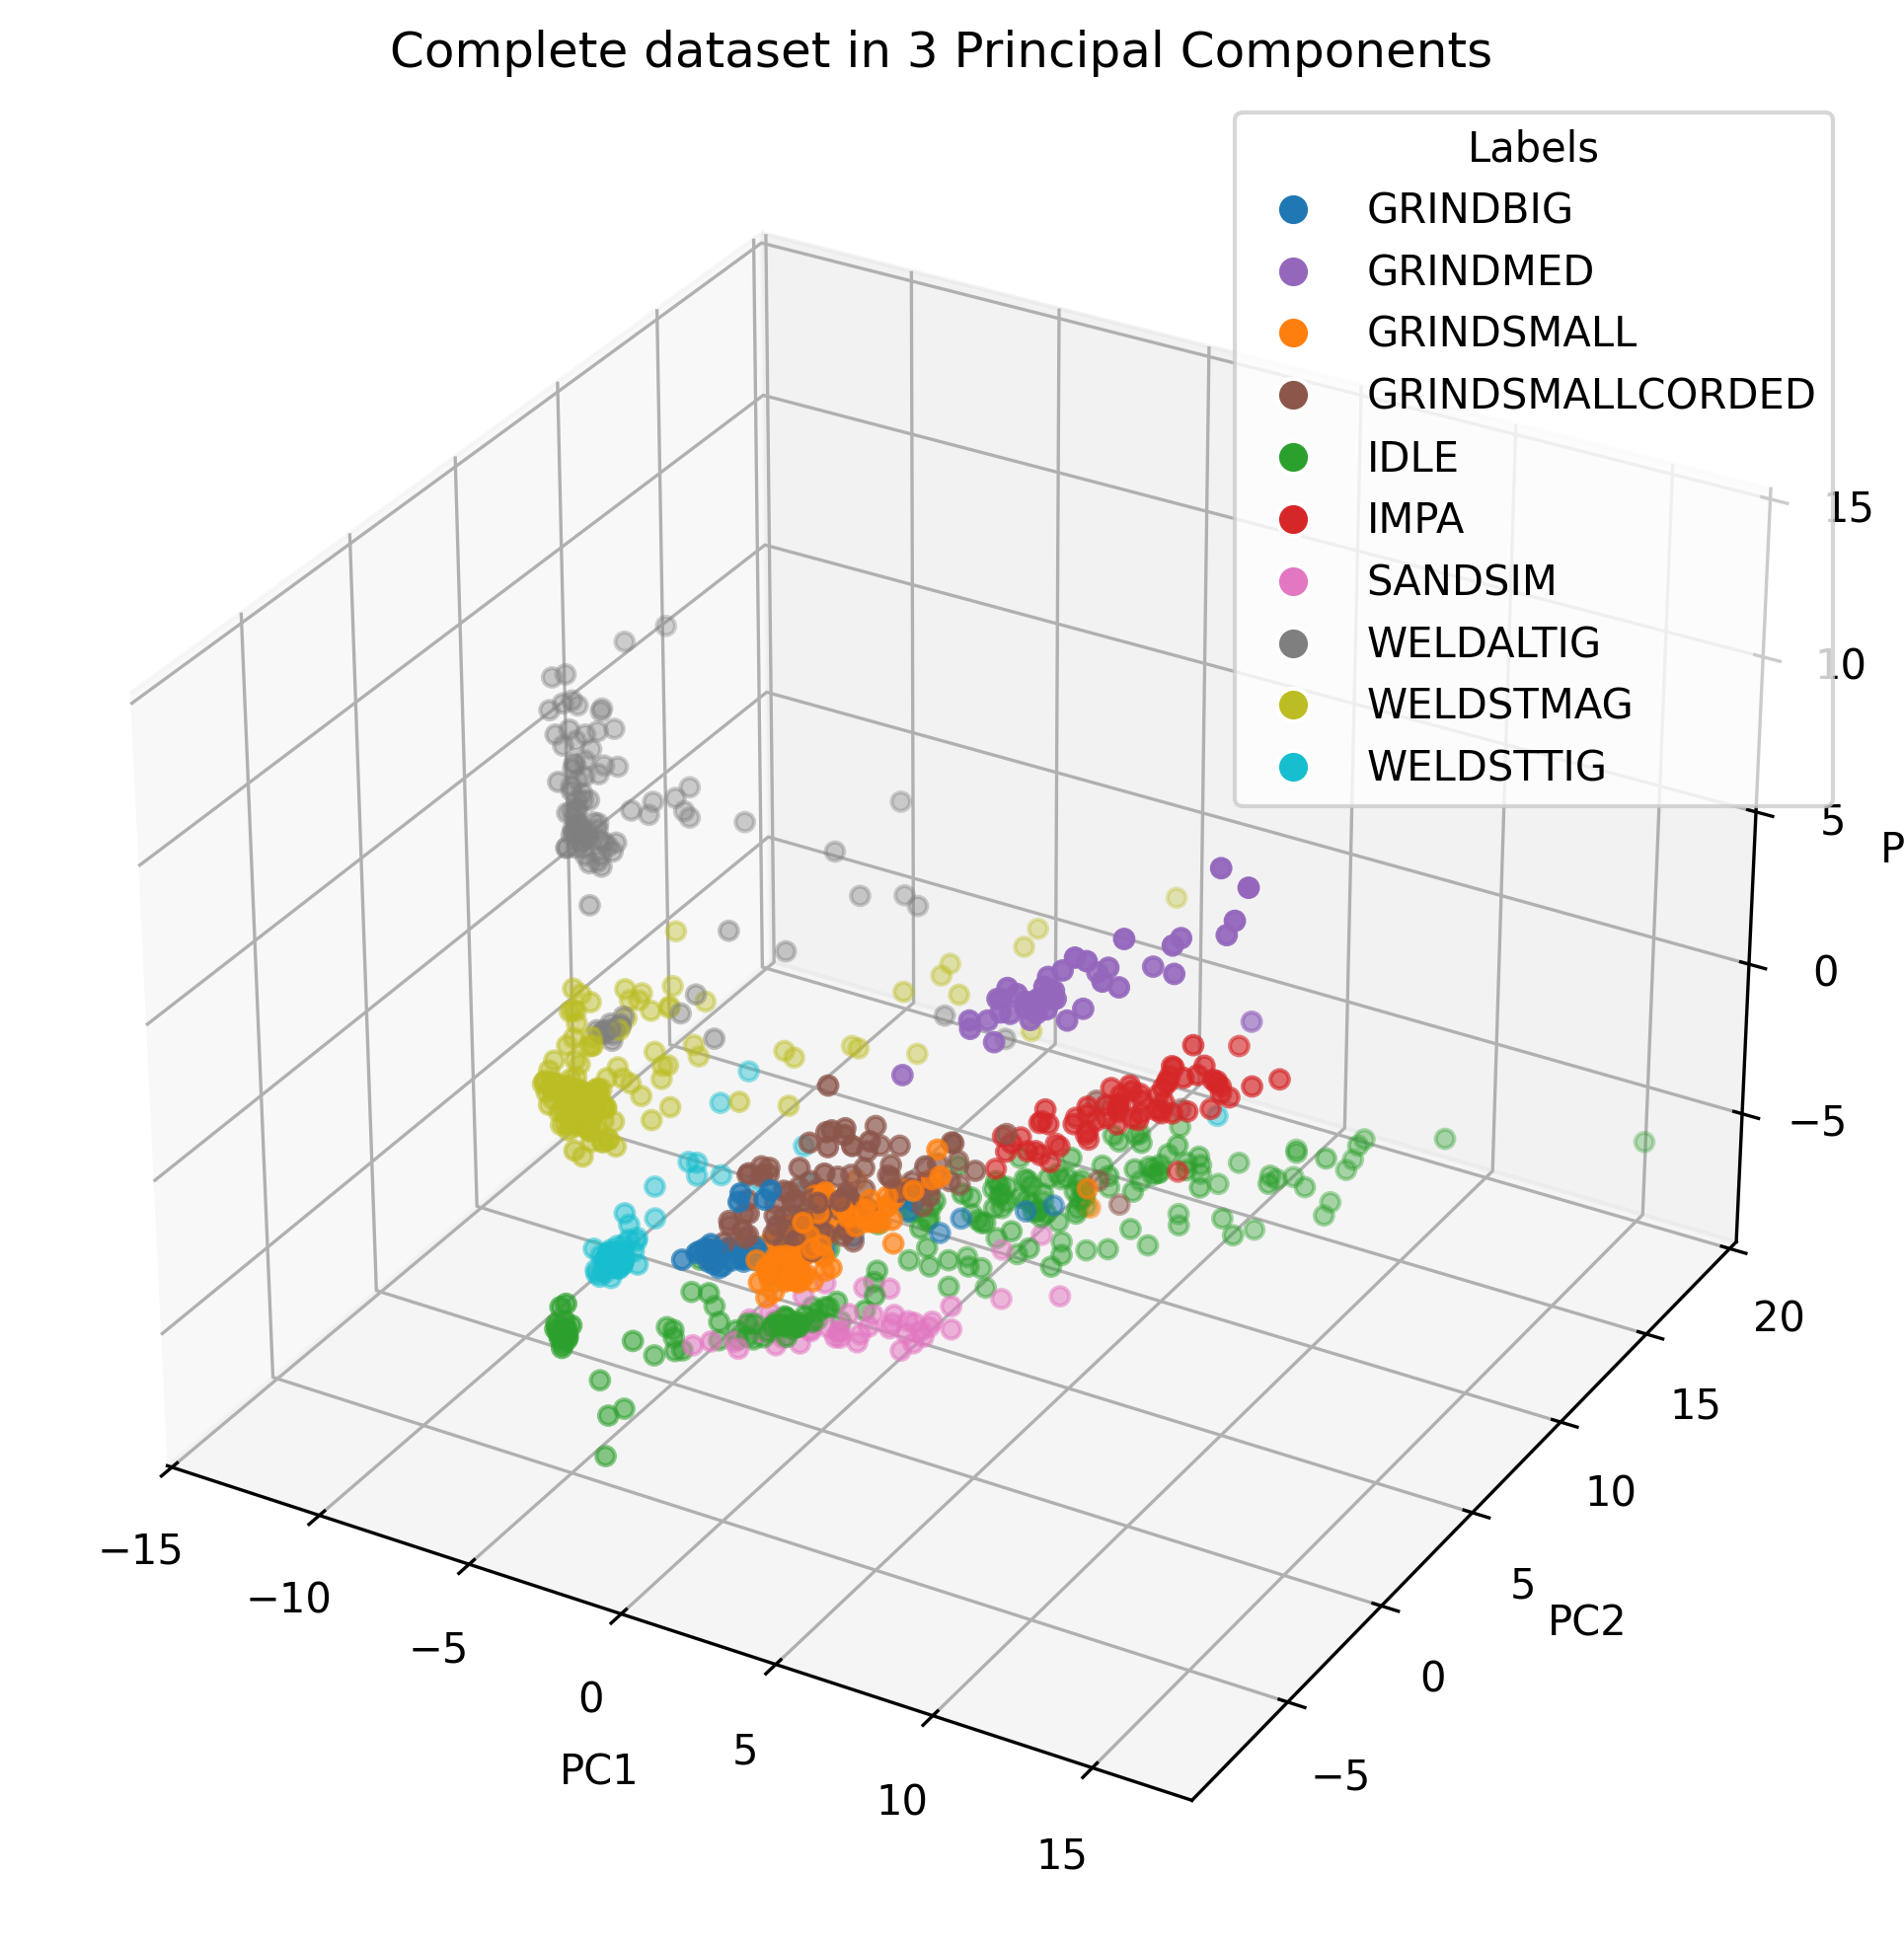 Complete dataset in 3 Principal Components
Labels
GRINDBIG
GRINDMED
GRINDSMALL
GRINDSMALLCORDED
IDLE
IMPA
SANDSIM
WELDALTIG
WELDSTMAG
WELDSTTIG
15
10
5
P
0
−5
20
15
10
5
PC2
0
−5
−15
−10
−5
0
PC1
5
10
15